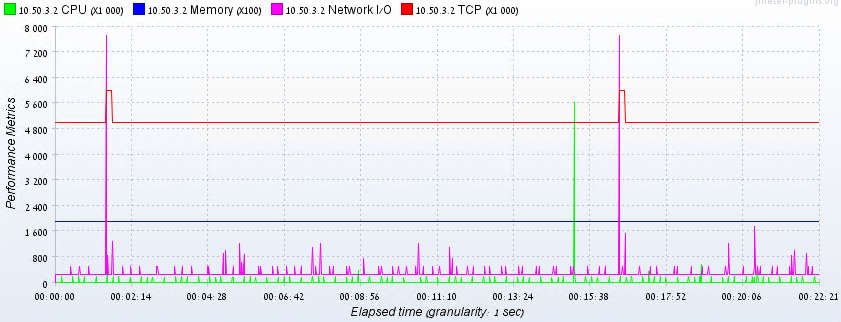 10.50.3.2 CPU (X1 000) 10.50.3.2 Memory (X100) 10.50.3.2 Network I/O 10.50.3.2 TCP (X1 000)
jmeter-plugins.org
8 000
7 200
6 400
5 600
4 800
4 000
3 200
2 400
1 600
800
0
Performance Metrics
00:00:00 00:02:14 00:04:28 00:06:42 00:08:56 00:11:10 00:13:24 00:15:38 00:17:52 00:20:06 00:22:21
Elapsed time (granularity: 1 sec)